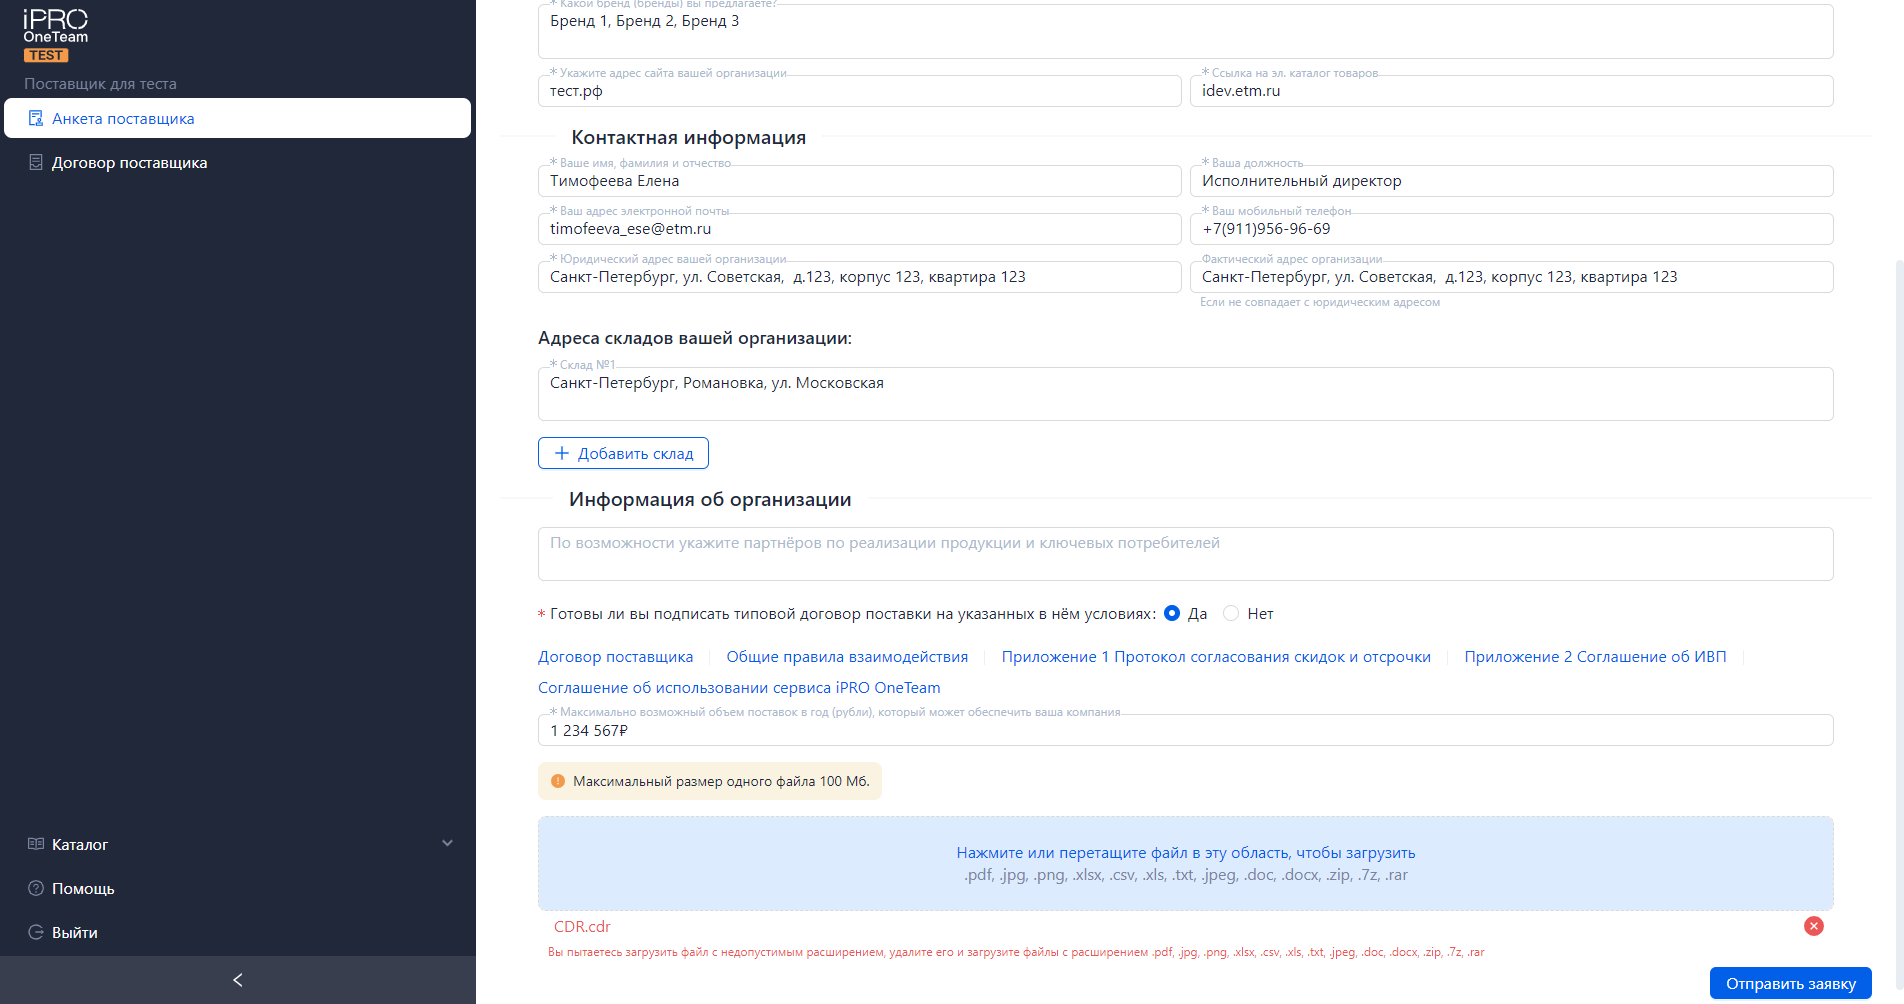 iPRO
OneTeam
TEST
Поставщик для теста
Анкета поставщика
Договор поставщика
Каталог
Помощь
Выйти
* Какой бренд (бренды) вы предлагаете?
Бренд 1, Бренд 2, Бренд 3
* Укажите адрес сайта вашей организации
тест.рф
* Ссылка на эл. каталог товаров
idev.etm.ru
Контактная информация
* Ваше имя, фамилия и отчество
Тимофеева Елена
* Ваша должность
Исполнительный директор
* Ваш адрес электронной почты
timofeeva_ese@etm.ru
* Ваш мобильный телефон
+7(911)956-96-69
* Юридический адрес вашей организации
Санкт-Петербург, ул. Советская, д.123, корпус 123, квартира 123
Фактический адрес организации
Санкт-Петербург, ул. Советская, д.123, корпус 123, квартира 123
Если не совпадает с юридическим адресом
Адреса складов вашей организации:
* Склад №1
Санкт-Петербург, Романовка, ул. Московская
+ Добавить склад
Информация об организации
По возможности укажите партнёров по реализации продукции и ключевых потребителей
* Готовы ли вы подписать типовой договор поставки на указанных в нём условиях: Да Нет
Договор поставщика Общие правила взаимодействия Приложение 1 Протокол согласования скидок и отсрочки Приложение 2 Соглашение об ИВП
Соглашение об использовании сервиса iPRO OneTeam
* Максимально возможный объем поставок в год (рубли), который может обеспечить ваша компания
1 234 567₽
Максимальный размер одного файла 100 Мб.
Нажмите или перетащите файл в эту область, чтобы загрузить
.pdf, .jpg, .png, .xlsx, .csv, .xls, .txt, .jpeg, .doc, .docx, .zip, .7z, .rar
CDR.cdr
Вы пытаетесь загрузить файл с недопустимым расширением, удалите его и загрузите файлы с расширением .pdf, .jpg, .png, .xlsx, .csv, .xls, .txt, .jpeg, .doc, .docx, .zip, .7z, .rar
Отправить заявку